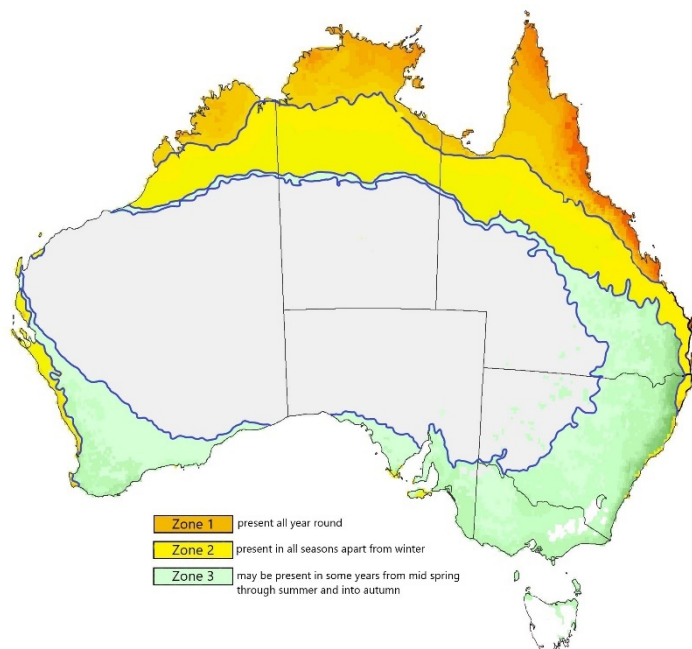 Zone 1 present all year round
Zone 2 present in all seasons apart from winter
Zone 3 may be present in some years from mid spring
through summer and into autumn